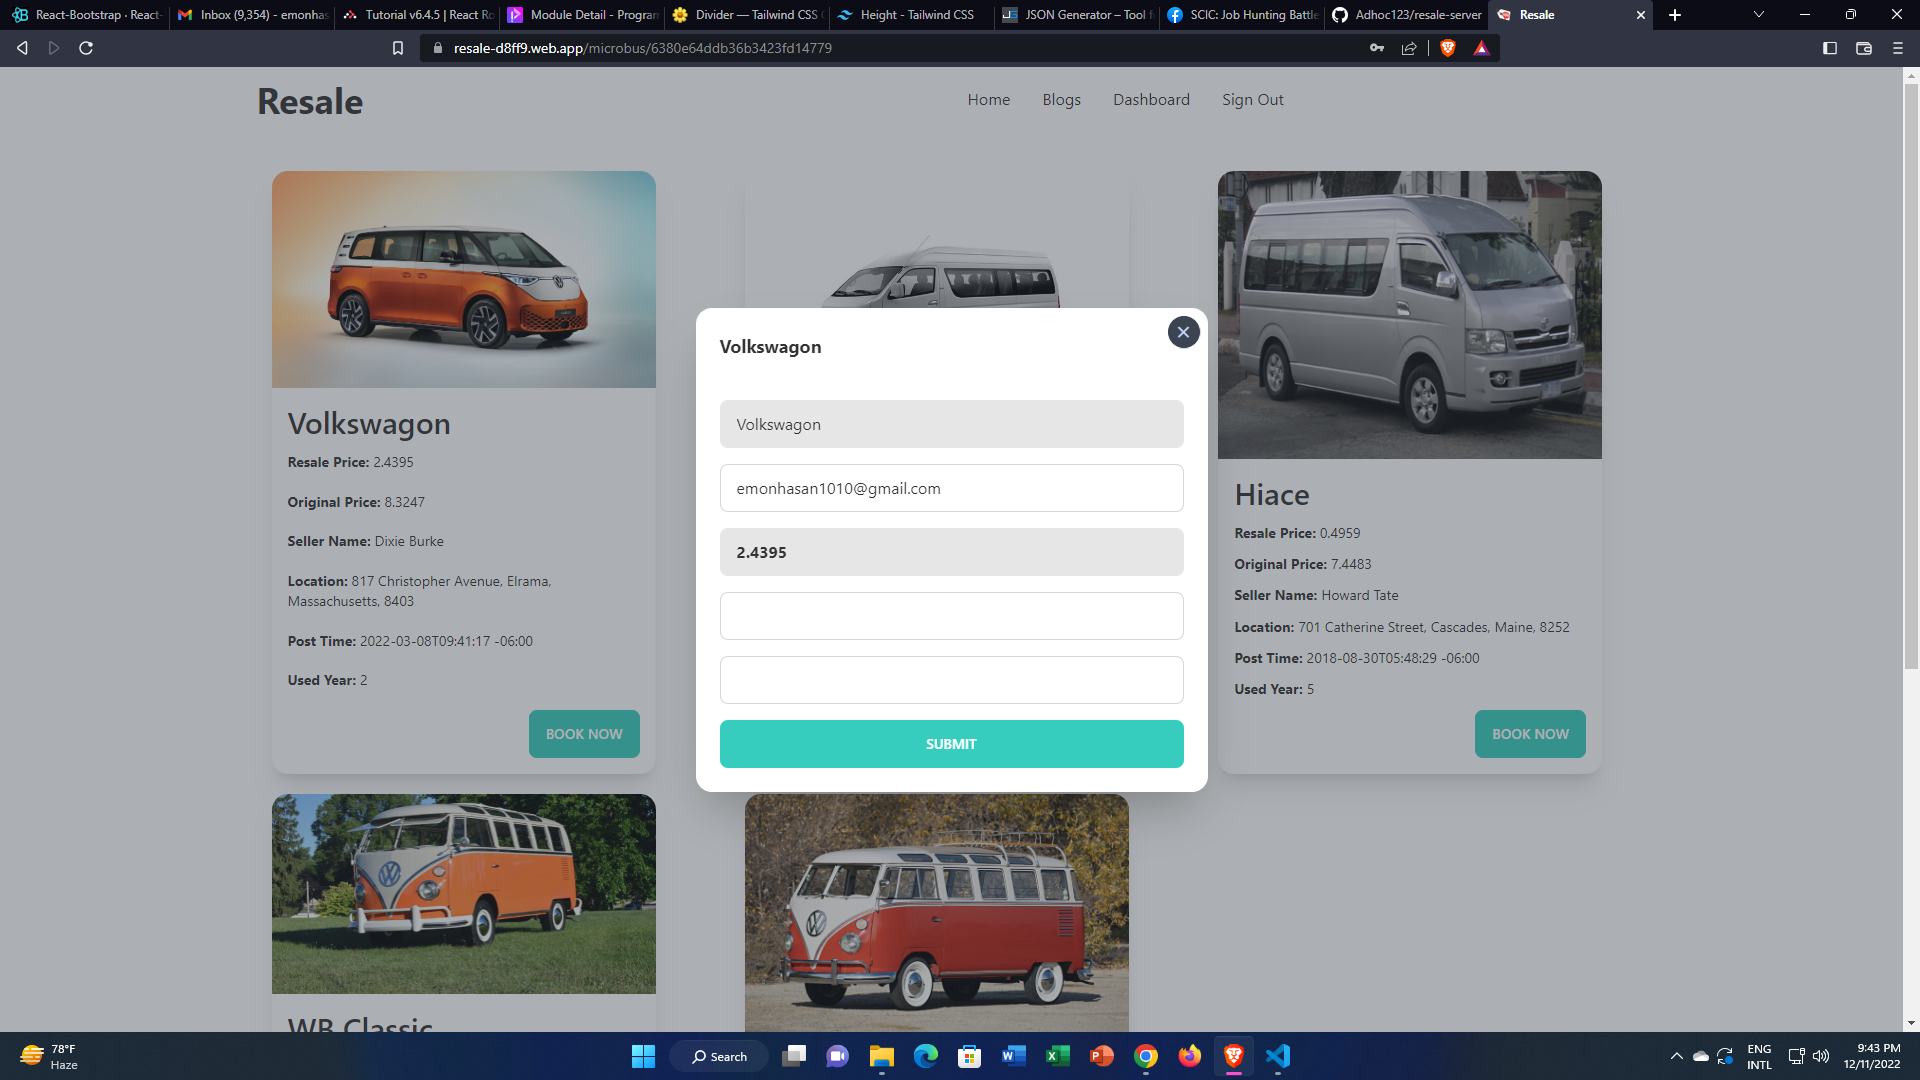 React-Bootstrap · React-
Inbox (9,354) - emonhas
Tutorial v6.4.5 | React Ro
Module Detail - Program
Divider — Tailwind CSS C
Height - Tailwind CSS
JSON Generator – Tool f
SCIC: Job Hunting Battle
Adhoc123/resale-server
Resale
resale-d8ff9.web.app/microbus/6380e64ddb36b3423fd14779
Resale
Home
Blogs
Dashboard
Sign Out
Volkswagon
Resale Price: 2.4395
Original Price: 8.3247
Seller Name: Dixie Burke
Location: 817 Christopher Avenue, Elrama,
Massachusetts, 8403
Post Time: 2022-03-08T09:41:17 -06:00
Used Year: 2
BOOK NOW
Volkswagon
Volkswagon
emonhasan1010@gmail.com
2.4395
SUBMIT
Hiace
Resale Price: 0.4959
Original Price: 7.4483
Seller Name: Howard Tate
Location: 701 Catherine Street, Cascades, Maine, 8252
Post Time: 2018-08-30T05:48:29 -06:00
Used Year: 5
BOOK NOW
WB Classic
78°F
Haze
Search
ENG
INTL
9:43 PM
12/11/2022